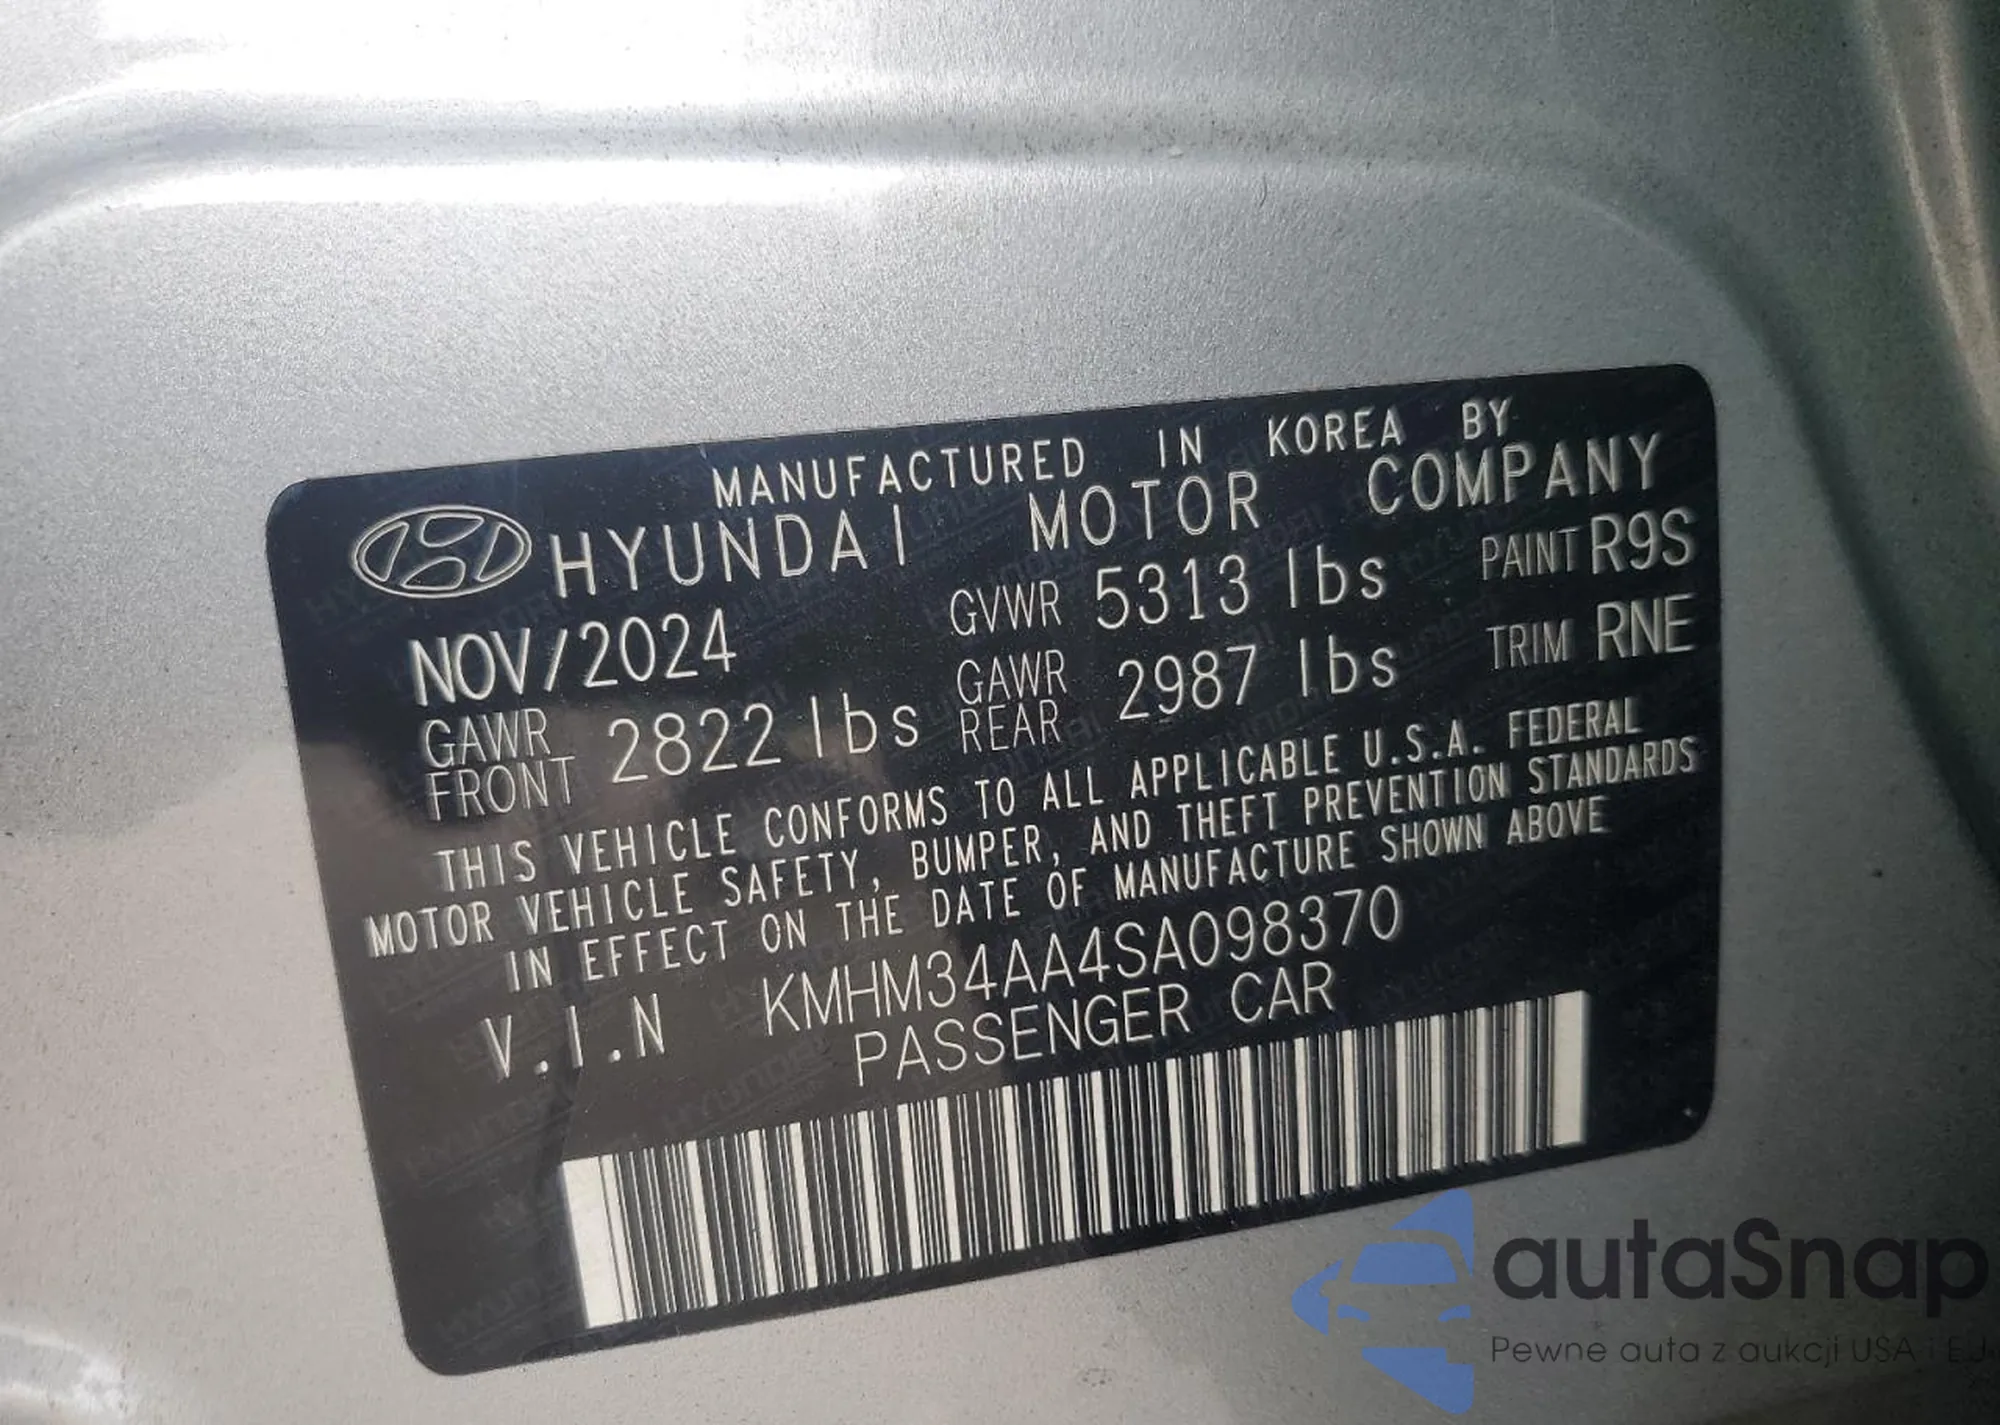 MANUFACTURED IN KOREA BY
HYUNDAI MOTOR COMPANY
NOV/2024 GVWR 5313 lbs PAINT R9S
GAWR FRONT 2822 lbs GAWR REAR 2987 lbs TRIM RNE
THIS VEHICLE CONFORMS TO ALL APPLICABLE U.S.A. FEDERAL
MOTOR VEHICLE SAFETY, BUMPER, AND THEFT PREVENTION STANDARDS
IN EFFECT ON THE DATE OF MANUFACTURE SHOWN ABOVE
V.I.N KMHM34AA4SA098370
PASSENGER CAR
autaSnap
Pewne auta z aukcji USA i EU